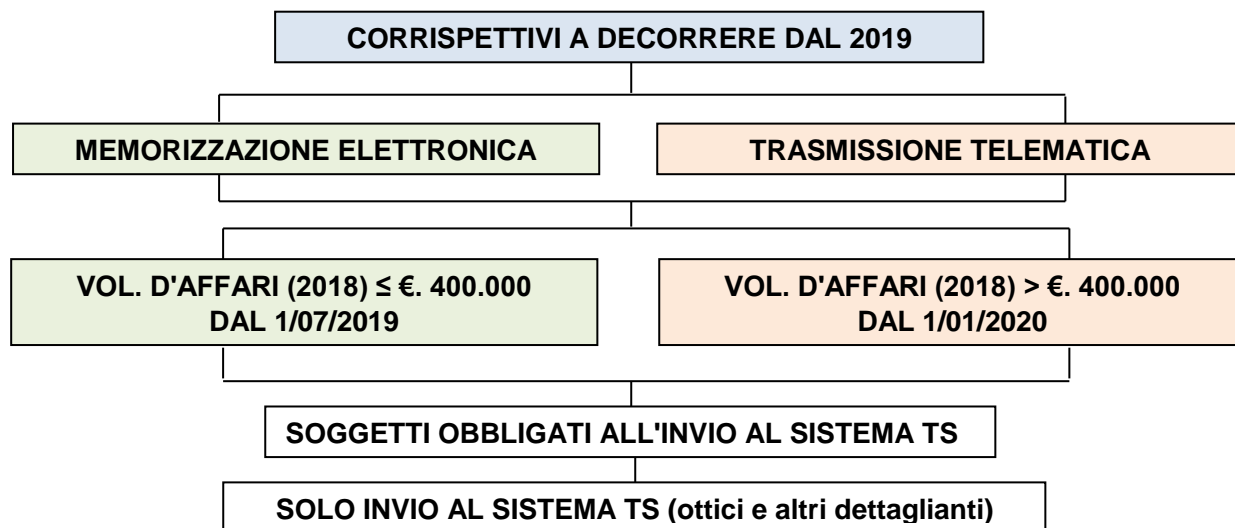 CORRISPETTIVI A DECORRERE DAL 2019
MEMORIZZAZIONE ELETTRONICA
TRASMISSIONE TELEMATICA
VOL. D'AFFARI (2018) ≤ €. 400.000
DAL 1/07/2019
VOL. D'AFFARI (2018) > €. 400.000
DAL 1/01/2020
SOGGETTI OBBLIGATI ALL'INVIO AL SISTEMA TS
SOLO INVIO AL SISTEMA TS (ottici e altri dettaglianti)